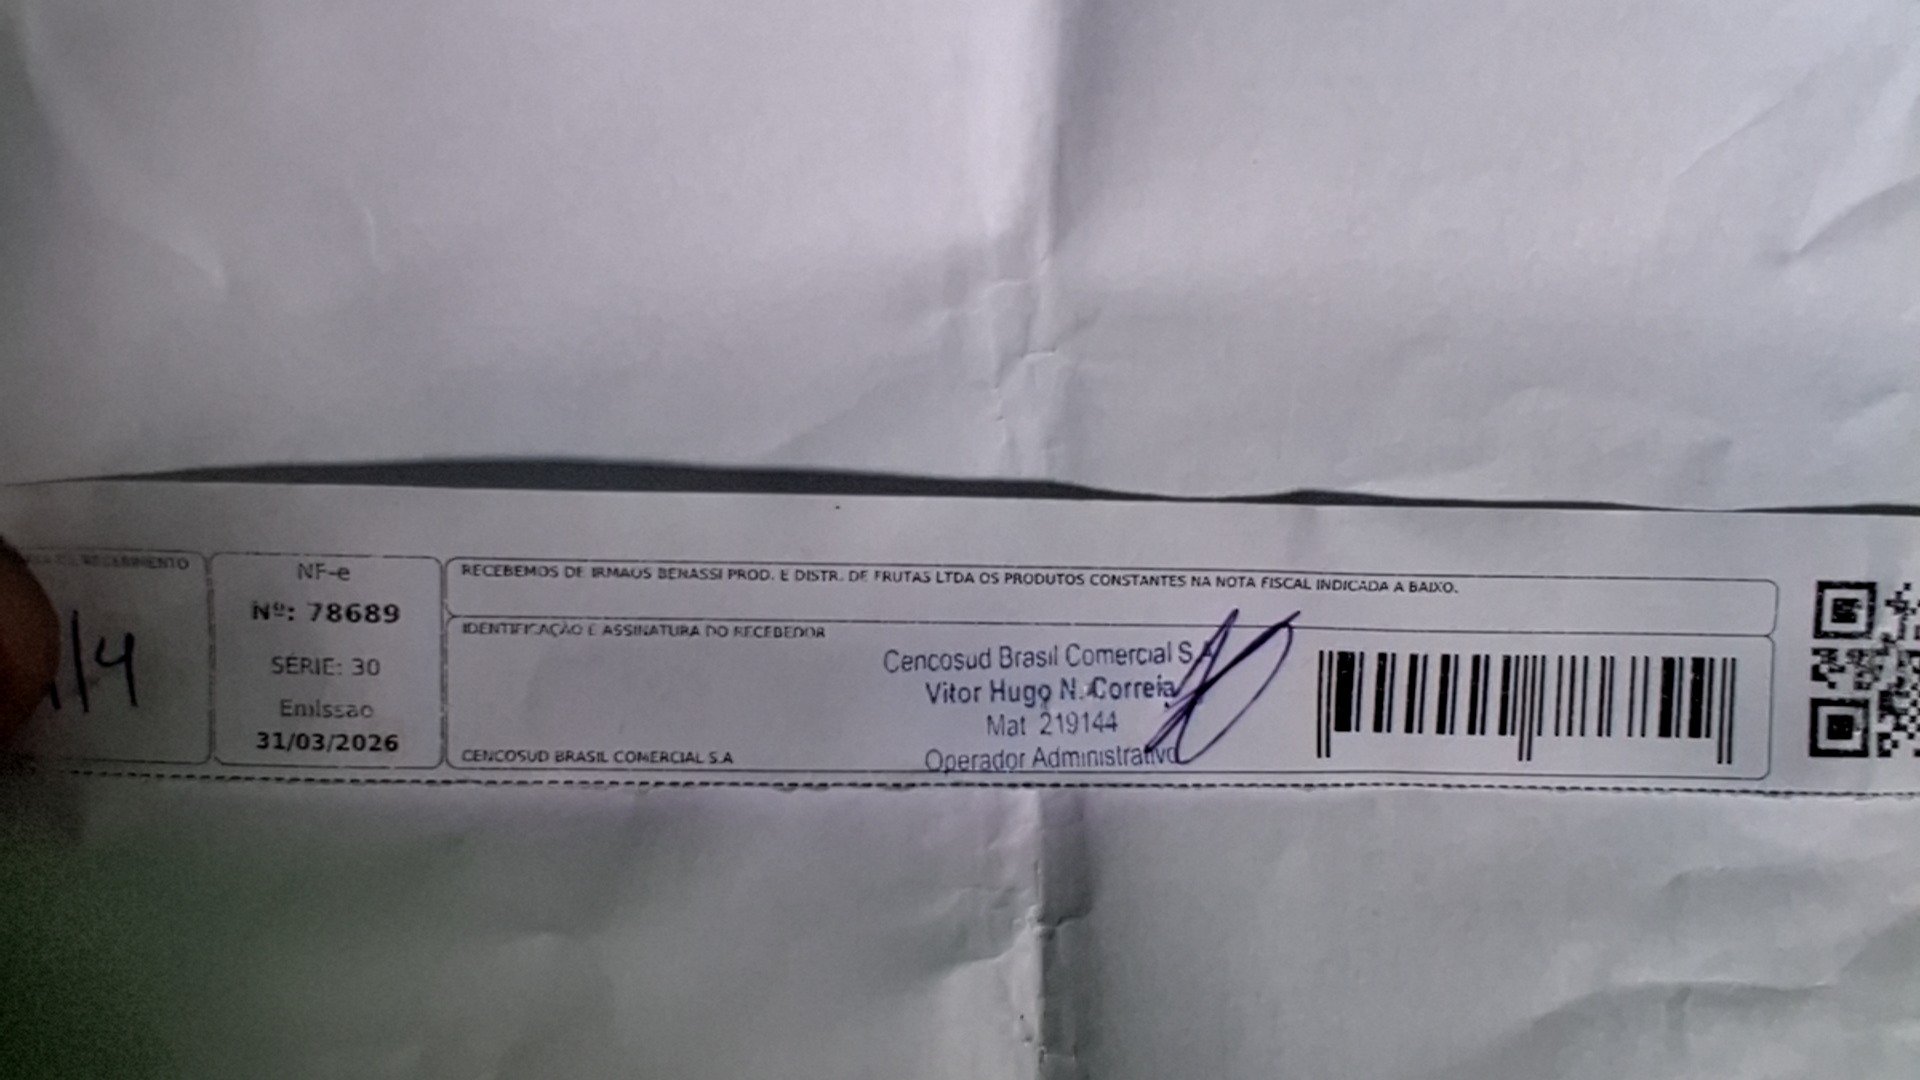 RECEBIMENTO
/4
NF-e
Nº: 78689
SÉRIE: 30
Emissão
31/03/2026
RECEBEMOS DE IRMAOS BENASSI PROD. E DISTR. DE FRUTAS LTDA OS PRODUTOS CONSTANTES NA NOTA FISCAL INDICADA A BAIXO.
IDENTIFICAÇÃO E ASSINATURA DO RECEBEDOR
Cencosud Brasil Comercial S.A
Vitor Hugo N. Correia
Mat 219144
Operador Administrativo
CENCOSUD BRASIL COMERCIAL S.A